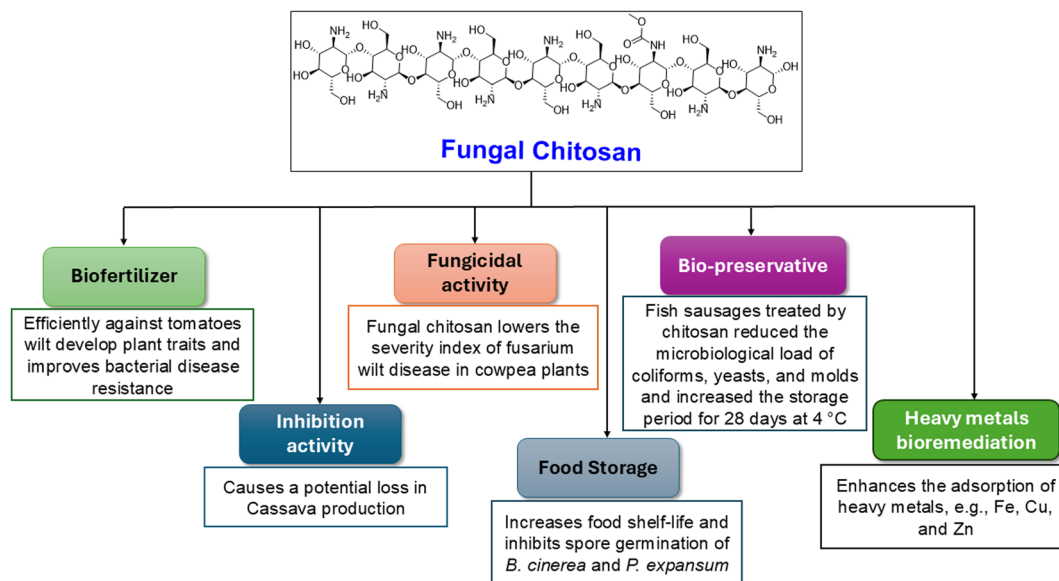 Fungal Chitosan
Biofertilizer
Efficiently against tomatoes
wilt develop plant traits and
improves bacterial disease
resistance
Inhibition
activity
Causses a potential loss in
Cassava production
Fungicidal
activity
Fungal chitosan lowers the
severity index of fusarium
wilt disease in cowpea plants
Food Storage
Increases food shelf-life and
inhibits spore germination of
B. cinerea and P. expansum
Bio-preservative
Fish sausages treated by
chitosan reduced the
microbiological load of
coliforms, yeasts, and molds
and increased the storage
period for 28 days at 4 °C
Heavy metals
bioremediation
Enhances the adsorption of
heavy metals, e.g., Fe, Cu,
and Zn